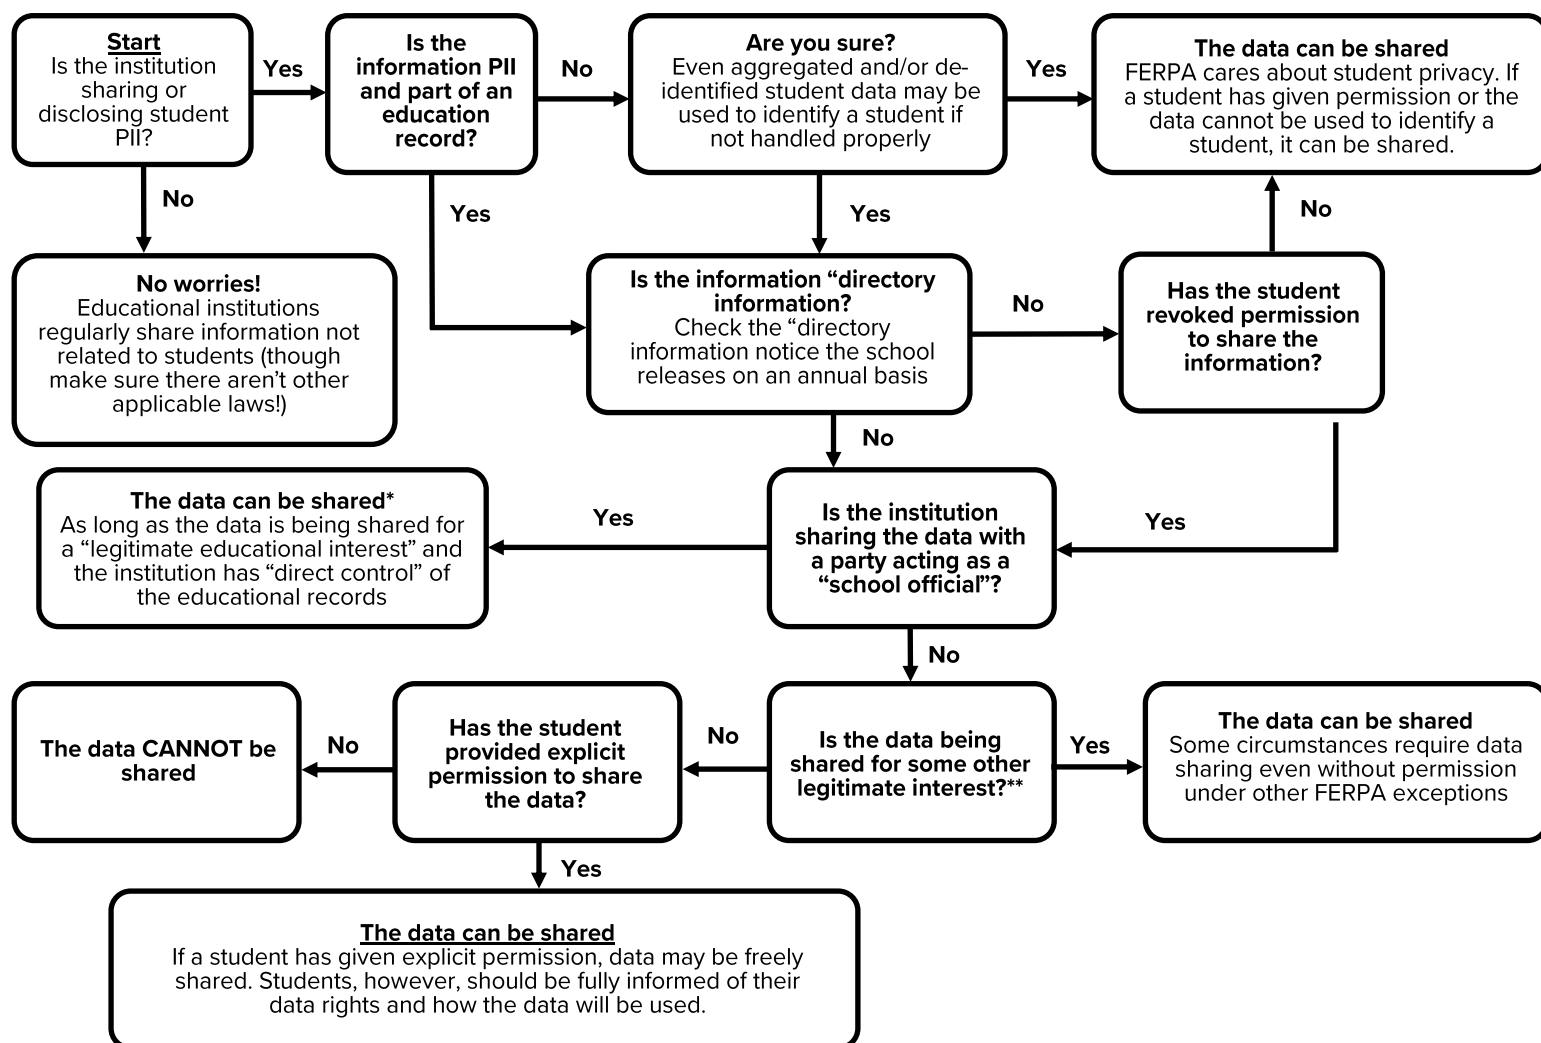 Start
Is the institution
sharing or
disclosing student
PII?
Yes
Is the
information PII
and part of an
education
record?
No
Are you sure?
Even aggregated and/or de-
identified student data may be
used to identify a student if
not handled properly
Yes
The data can be shared
FERPA cares about student privacy. If
a student has given permission or the
data cannot be used to identify a
student, it can be shared.
No
Yes
Yes
No
No worries!
Educational institutions
regularly share information not
related to students (though
make sure there aren't other
applicable laws!)
Is the information “directory
information?
Check the “directory
information notice the school
releases on an annual basis
No
Has the student
revoked permission
to share the
information?
No
The data can be shared*
As long as the data is being shared for
a “legitimate educational interest” and
the institution has “direct control” of
the educational records
Yes
Is the institution
sharing the data with
a party acting as a
“school official”?
Yes
No
The data CANNOT be
shared
No
Has the student
provided explicit
permission to share
the data?
No
Is the data being
shared for some other
legitimate interest?**
Yes
The data can be shared
Some circumstances require data
sharing even without permission
under other FERPA exceptions
Yes
The data can be shared
If a student has given explicit permission, data may be freely
shared. Students, however, should be fully informed of their
data rights and how the data will be used.